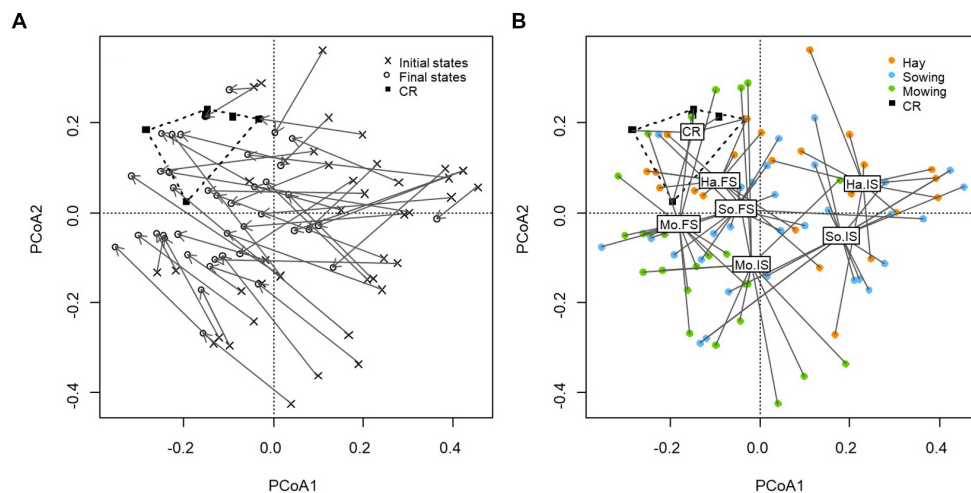 A
B
Initial states
Final states
CR
Hay
Sowing
Mowing
CR
0.2
0.0
-0.2
-0.4
PCoA2
-0.2
0.0
0.2
0.4
PCoA1
0.2
0.0
-0.2
-0.4
PCoA2
CR
Ha.FS
Ha.IS
So.FS
Mo.FS
So.IS
Mo.IS
-0.2
0.0
0.2
0.4
PCoA1